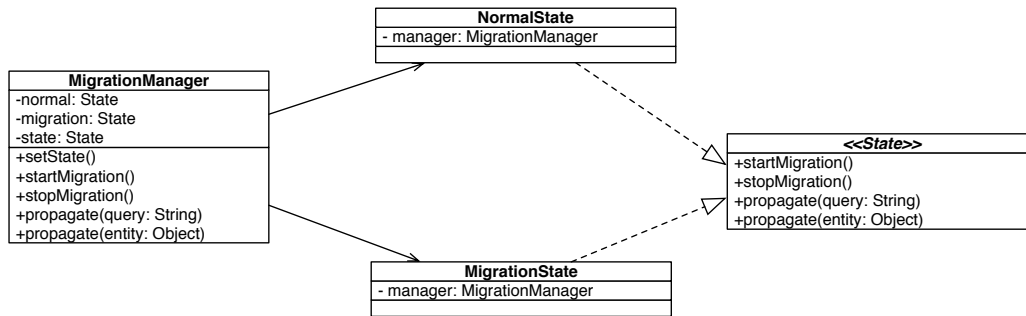 NormalState
- manager: MigrationManager
MigrationManager
-normal: State
-migration: State
-state: State
+setState()
+startMigration()
+stopMigration()
+propagate(query: String)
+propagate(entity: Object)
<<State>>
+startMigration()
+stopMigration()
+propagate(query: String)
+propagate(entity: Object)
MigrationState
- manager: MigrationManager